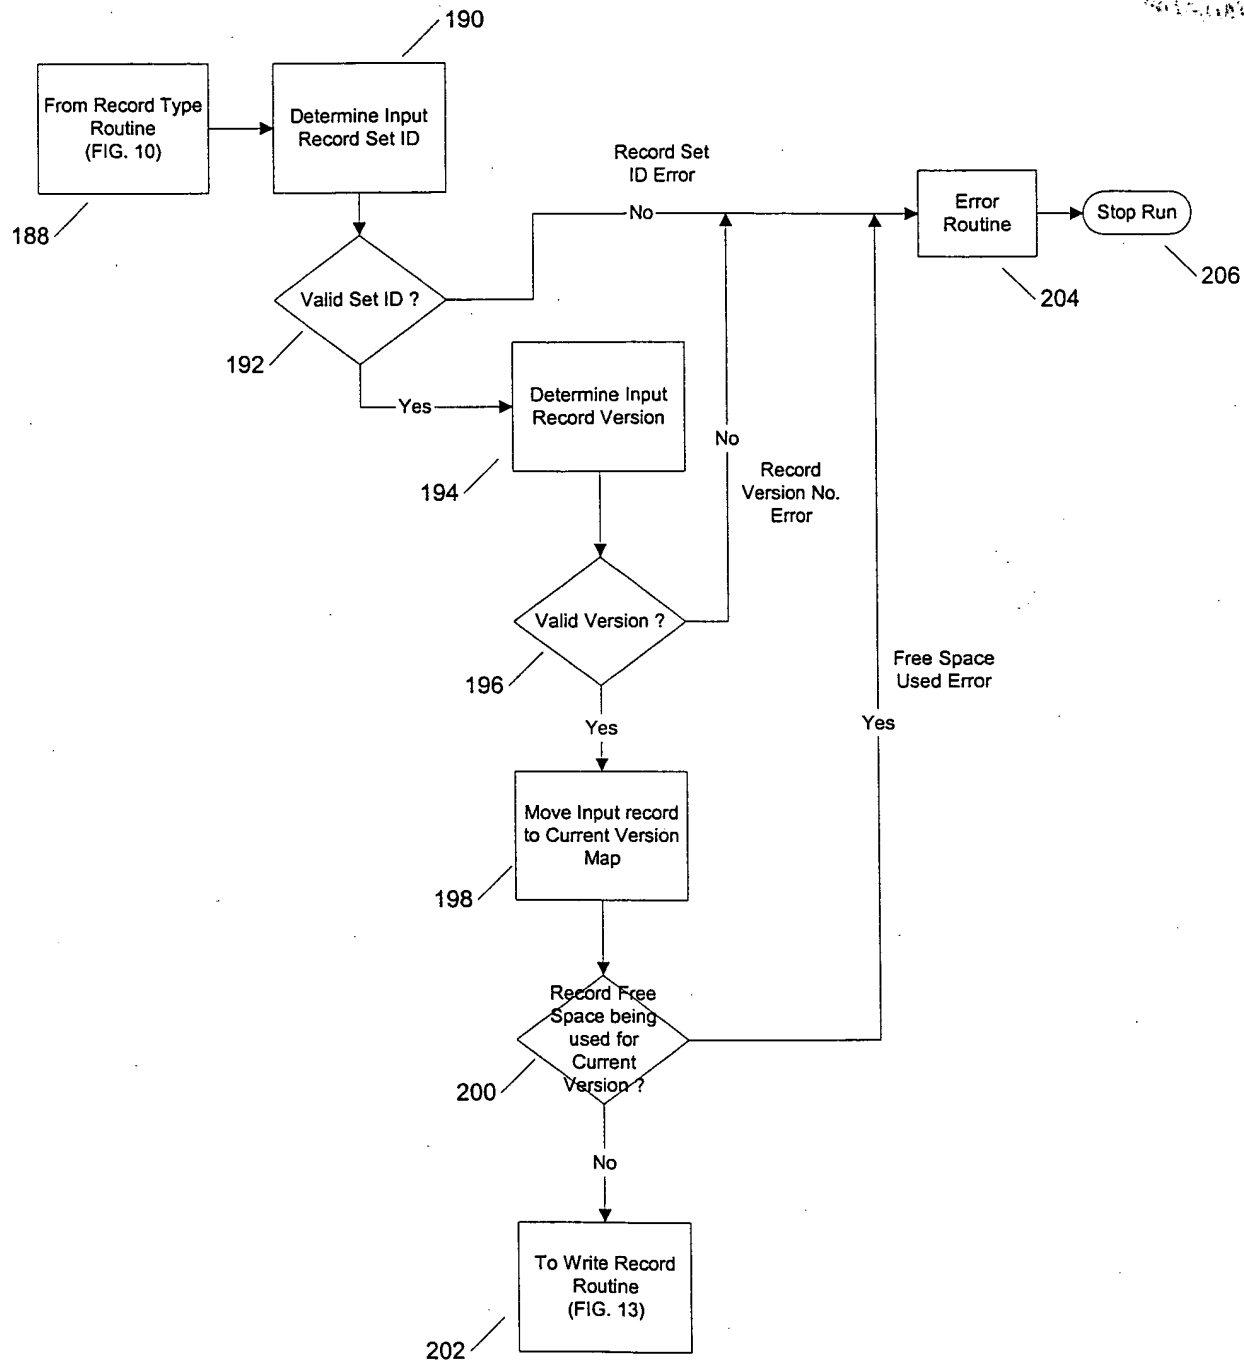 190
From Record Type
Routine
(FIG. 10)
188
Determine Input
Record Set ID
Record Set
ID Error
No
Error
Routine
204
Stop Run
206
Valid Set ID ?
192
Yes
Determine Input
Record Version
194
No
Record
Version No.
Error
Valid Version ?
196
Yes
Free Space
Used Error
Yes
Move Input record
to Current Version
Map
198
Record Free
Space being
used for
Current
Version ?
200
No
To Write Record
Routine
(FIG. 13)
202